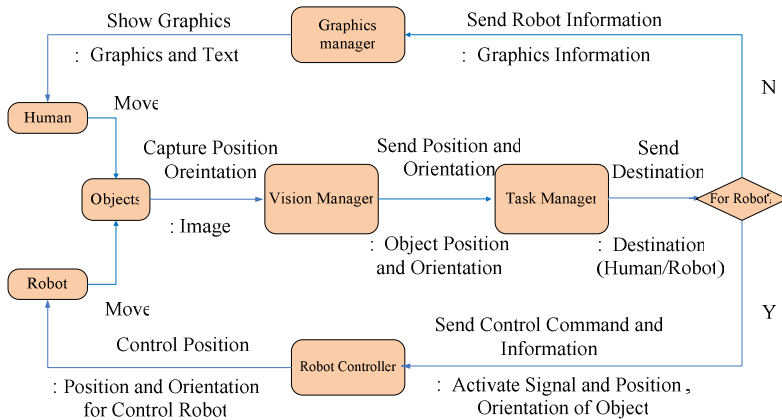 Show Graphics
Graphics
manager
Send Robot Information
: Graphics and Text
: Graphics Information
N
Human
Move
Capture Position
Oreintation
Send Position and
Orientation
Send
Destination
Objects
Vision Manager
Task Manager
For Robot?
: Image
: Object Position
and Orientation
: Destination
(Human/Robot)
Robot
Move
Y
Control Position
Send Control Command and
Information
Robot Controller
: Position and Orientation
for Control Robot
: Activate Signal and Position ,
Orientation of Object